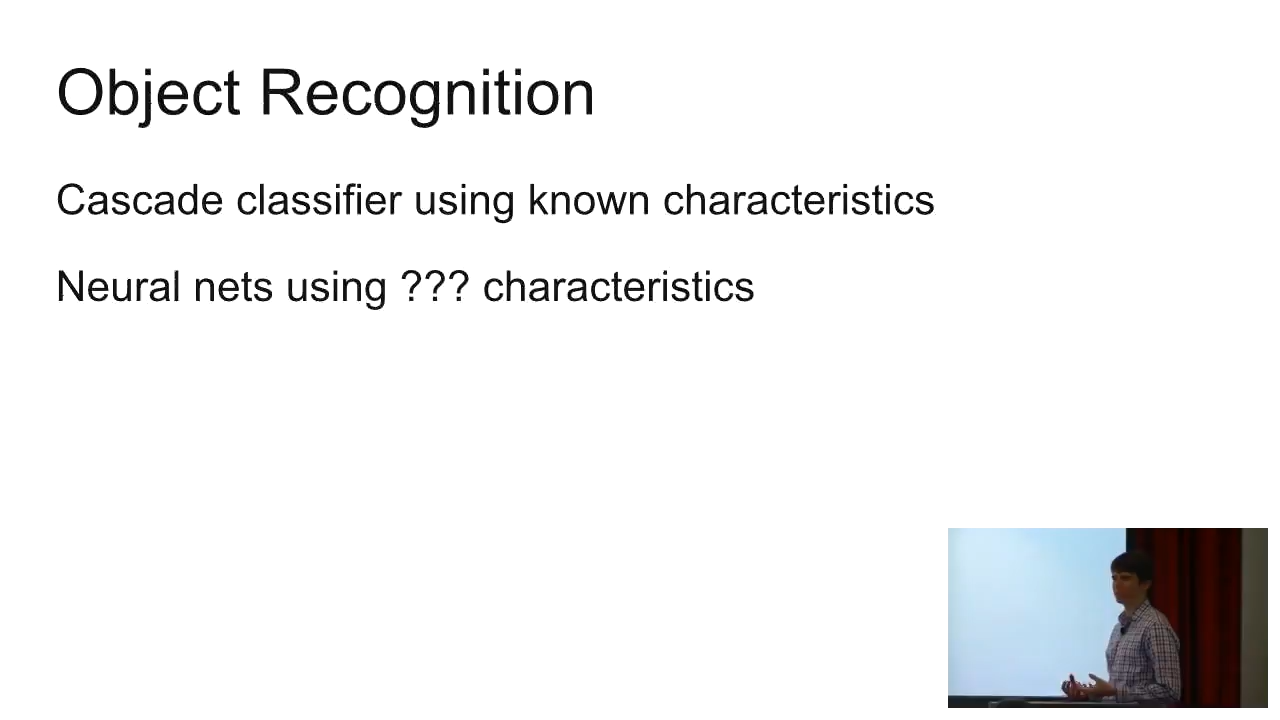 Object Recognition
Cascade classifier using known characteristics
Neural nets using ??? characteristics